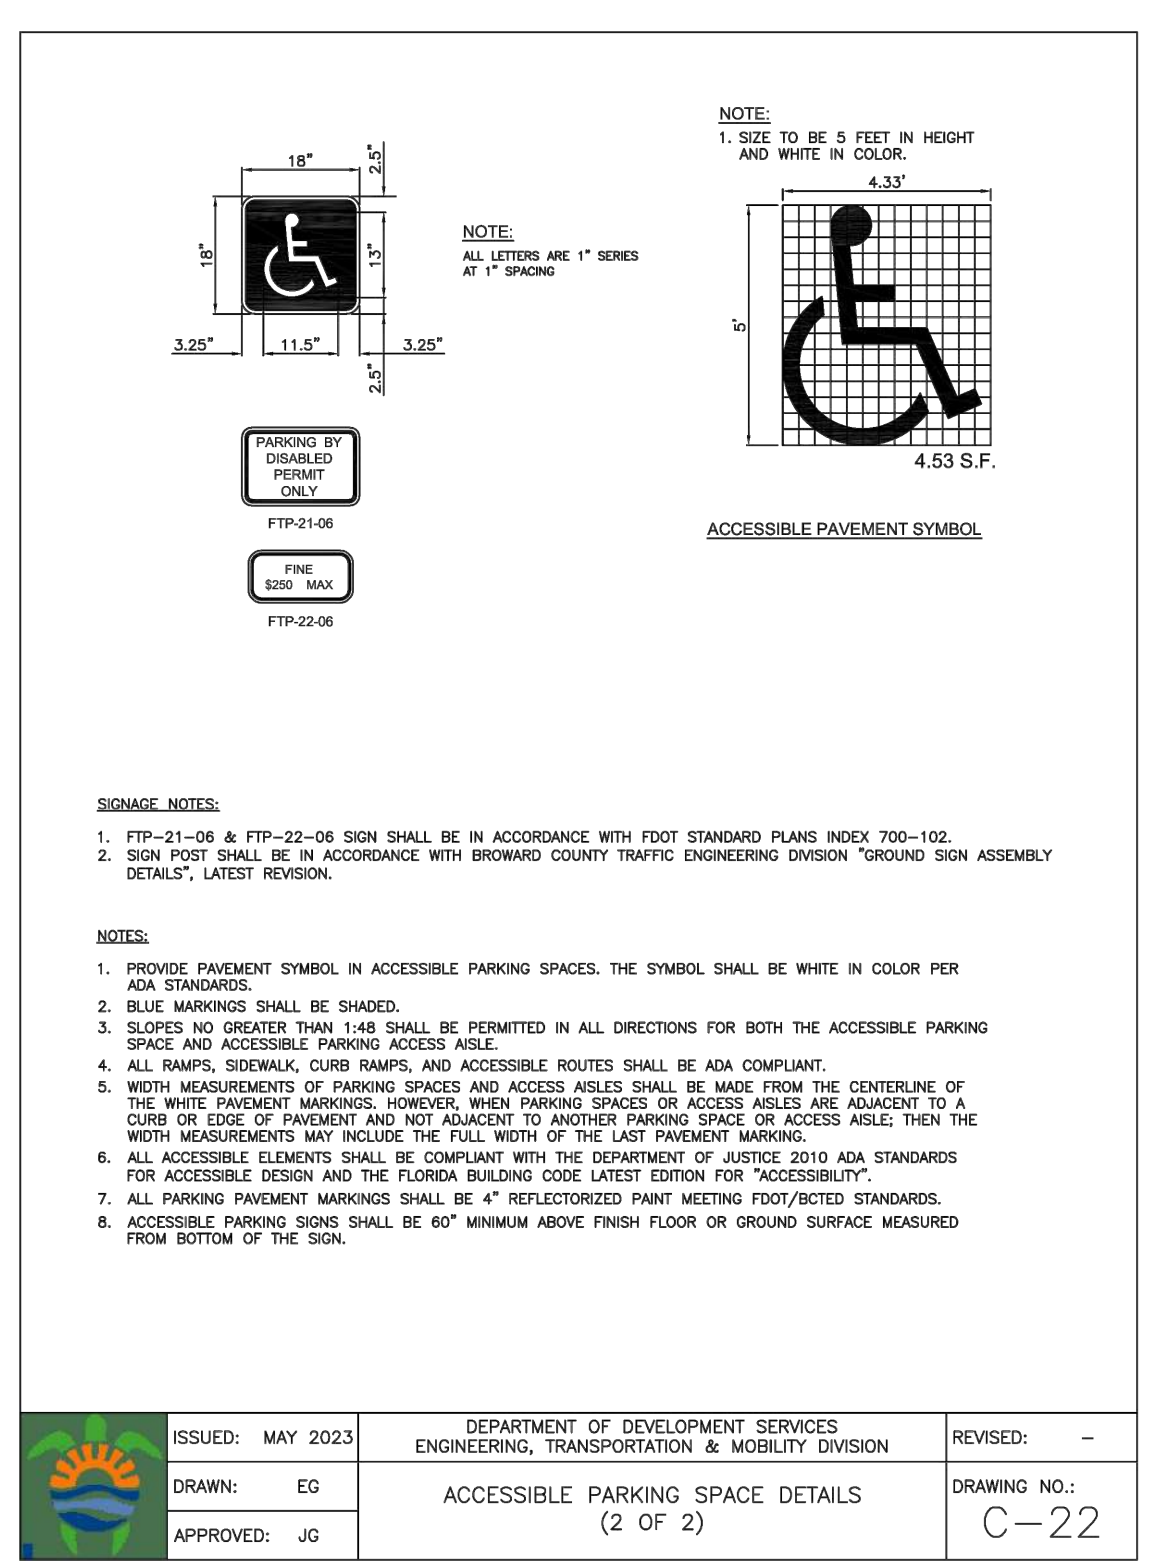 NOTE:
1. SIZE TO BE 5 FEET IN HEIGHT
AND WHITE IN COLOR.
18"
2.5"
4.33'
18"
13"
NOTE:
ALL LETTERS ARE 1" SERIES
AT 1" SPACING
5'
3.25"
11.5"
3.25"
2.5"
4.53 S.F.
PARKING BY
DISABLED
PERMIT
ONLY
FTP-21-06
ACCESSIBLE PAVEMENT SYMBOL
FINE
$250 MAX
FTP-22-06
SIGNAGE NOTES:
1. FTP-21-06 & FTP-22-06 SIGN SHALL BE IN ACCORDANCE WITH FDOT STANDARD PLANS INDEX 700-102.
2. SIGN POST SHALL BE IN ACCORDANCE WITH BROWARD COUNTY TRAFFIC ENGINEERING DIVISION "GROUND SIGN ASSEMBLY
DETAILS", LATEST REVISION.
NOTES:
1. PROVIDE PAVEMENT SYMBOL IN ACCESSIBLE PARKING SPACES. THE SYMBOL SHALL BE WHITE IN COLOR PER
ADA STANDARDS.
2. BLUE MARKINGS SHALL BE SHADED.
3. SLOPES NO GREATER THAN 1:48 SHALL BE PERMITTED IN ALL DIRECTIONS FOR BOTH THE ACCESSIBLE PARKING
SPACE AND ACCESSIBLE PARKING ACCESS AISLE.
4. ALL RAMPS, SIDEWALK, CURB RAMPS, AND ACCESSIBLE ROUTES SHALL BE ADA COMPLIANT.
5. WIDTH MEASUREMENTS OF PARKING SPACES AND ACCESS AISLES SHALL BE MADE FROM THE CENTERLINE OF
THE WHITE PAVEMENT MARKINGS. HOWEVER, WHEN PARKING SPACES OR ACCESS AISLES ARE ADJACENT TO A
CURB OR EDGE OF PAVEMENT AND NOT ADJACENT TO ANOTHER PARKING SPACE OR ACCESS AISLE; THEN THE
WIDTH MEASUREMENTS MAY INCLUDE THE FULL WIDTH OF THE LAST PAVEMENT MARKING.
6. ALL ACCESSIBLE ELEMENTS SHALL BE COMPLIANT WITH THE DEPARTMENT OF JUSTICE 2010 ADA STANDARDS
FOR ACCESSIBLE DESIGN AND THE FLORIDA BUILDING CODE LATEST EDITION FOR "ACCESSIBILITY".
7. ALL PARKING PAVEMENT MARKINGS SHALL BE 4" REFLECTORIZED PAINT MEETING FDOT/BCTED STANDARDS.
8. ACCESSIBLE PARKING SIGNS SHALL BE 60" MINIMUM ABOVE FINISH FLOOR OR GROUND SURFACE MEASURED
FROM BOTTOM OF THE SIGN.
ISSUED: MAY 2023
DRAWN: EG
APPROVED: JG
DEPARTMENT OF DEVELOPMENT SERVICES
ENGINEERING, TRANSPORTATION & MOBILITY DIVISION
ACCESSIBLE PARKING SPACE DETAILS
(2 OF 2)
REVISED: -
DRAWING NO.:
C-22